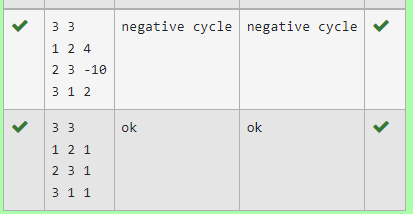 3 3 negative cycle negative cycle
1 2 4
2 3 -10
3 1 2
3 3 ok ok
1 2 1
2 3 1
3 1 1